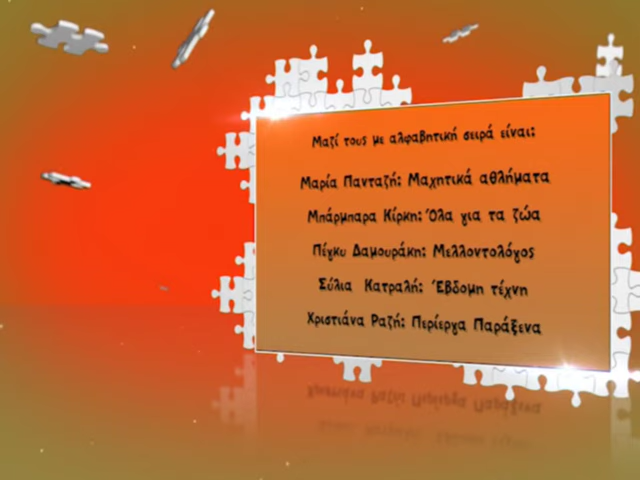 Μαζί τους με αλφαβητική σειρά είναι:
Μαρία Πανταζή: Μαχητικά αθλήματα
Μπάρμπαρα Κίρκη: Όλα για τα ζώα
Πέγκυ Δαμουράκη: Μελλοντολόγος
Σύλια Κατραλή: Έβδομη τέχνη
Χριστιάνα Ραζή: Περίεργα Παράξενα